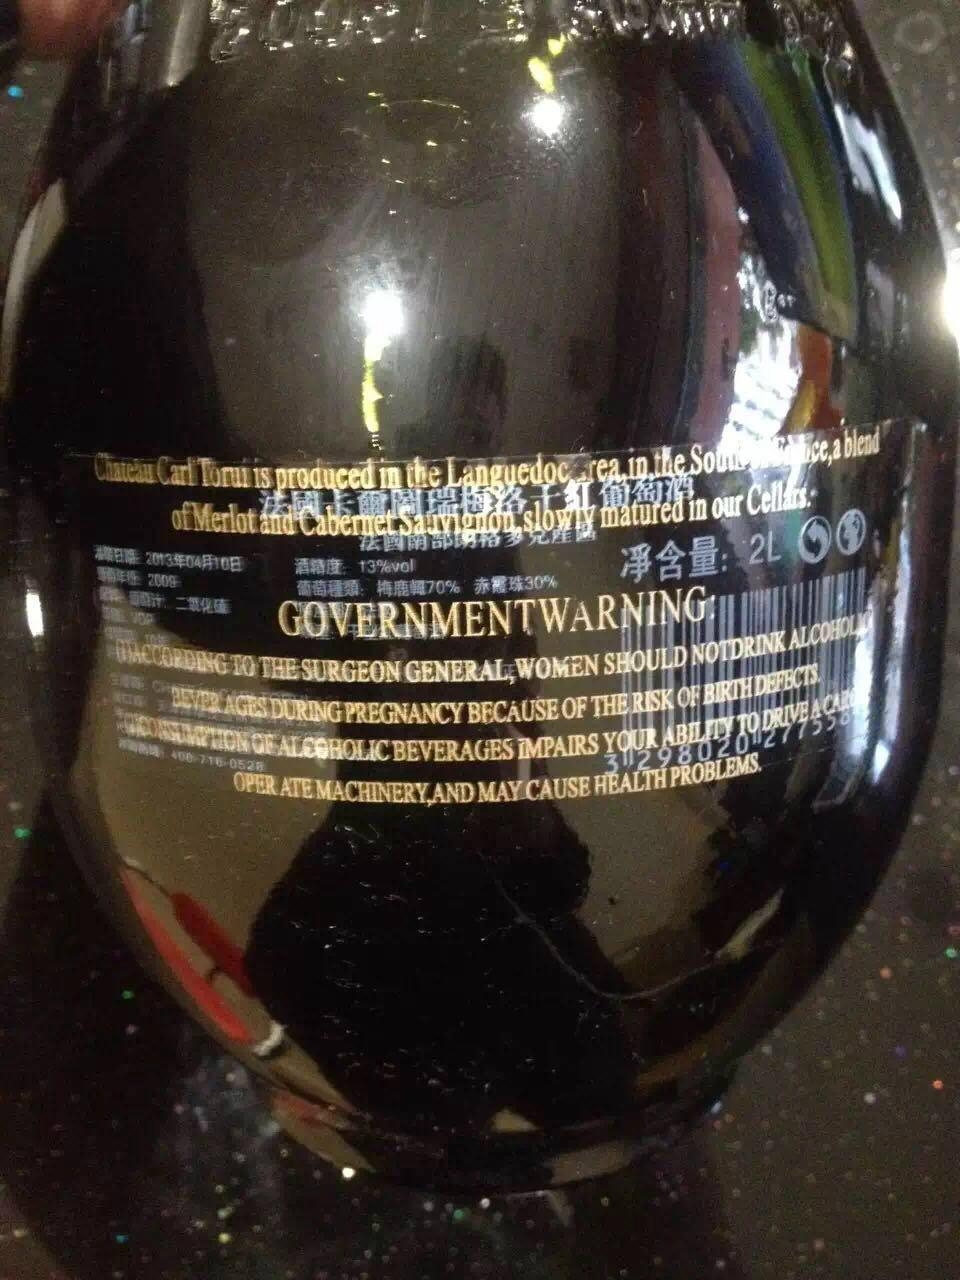 Chateau Carl Torui is produced in the Languedoc rea, in the South of France, a blend
法國卡爾圖瑞梅洛干紅葡萄酒
of Merlot and Cabernet Sauvignon, slowly matured in our Cellars.
法國南部朗格多克產區
淨含量: 2L
2013年04月10日
酒精度: 13%vol
2009
葡萄種類: 梅鹿輒70% 赤霞珠30%
二氧化硫
GOVERNMENTWARNING:
(1)ACCORDING TO THE SURGEON GENERAL,WOMEN SHOULD NOTDRINK ALCOHOLIC
BEVER AGES DURING PREGNANCY BECAUSE OF THE RISK OF BIRTH DEFECTS.
CONSUMPTION OF ALCOHOLIC BEVERAGES IMPAIRS YOUR ABILITY TO DRIVE A CAR
3 298020 27755
400-716-0528
OPER ATE MACHINERY,AND MAY CAUSE HEALTH PROBLEMS.